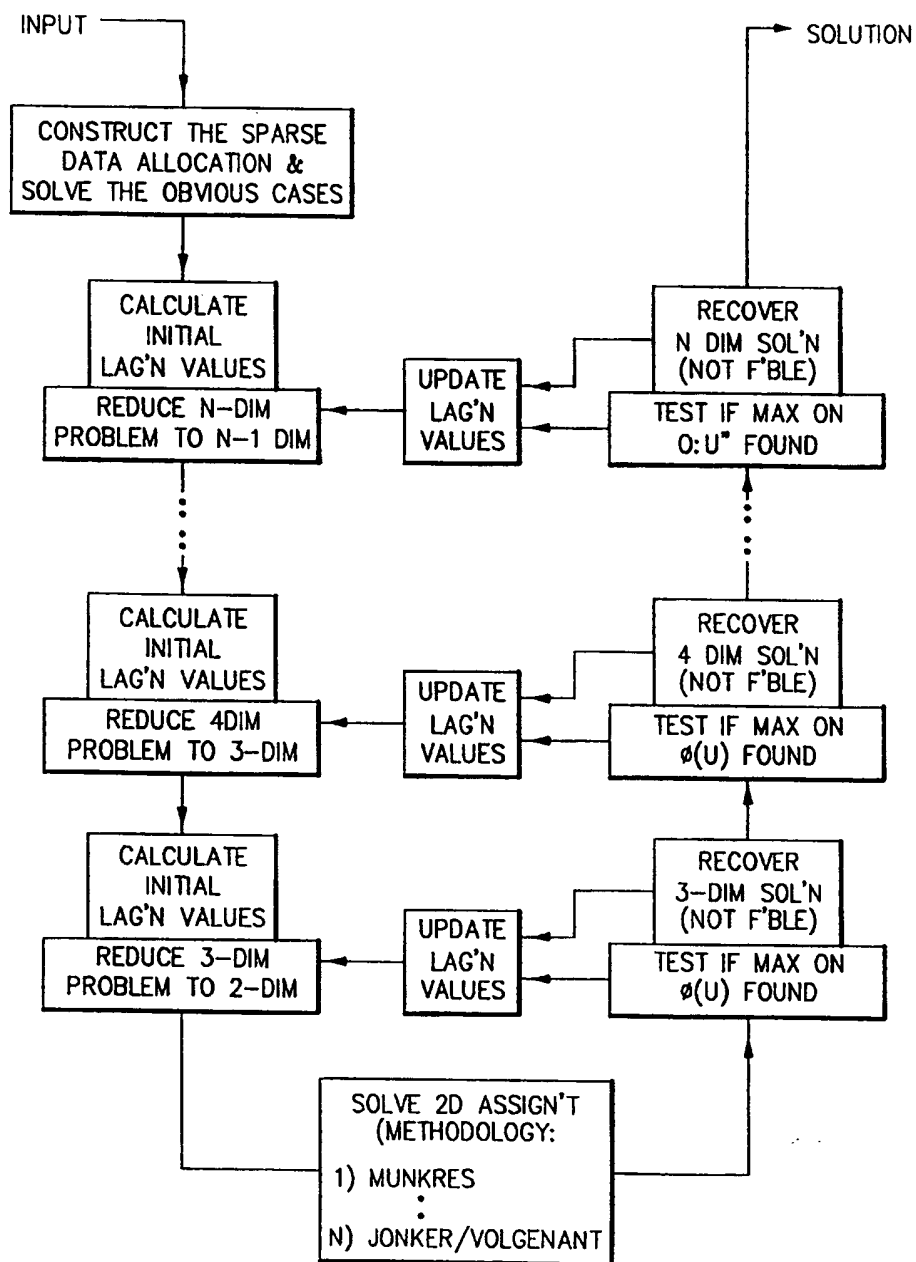 INPUT
SOLUTION
CONSTRUCT THE SPARSE
DATA ALLOCATION &
SOLVE THE OBVIOUS CASES
CALCULATE
INITIAL
LAG'N VALUES
REDUCE N-DIM
PROBLEM TO N-1 DIM
UPDATE
LAG'N
VALUES
RECOVER
N DIM SOL'N
(NOT F'BLE)
TEST IF MAX ON
O:U" FOUND
CALCULATE
INITIAL
LAG'N VALUES
REDUCE 4DIM
PROBLEM TO 3-DIM
UPDATE
LAG'N
VALUES
RECOVER
4 DIM SOL'N
(NOT F'BLE)
TEST IF MAX ON
ø(U) FOUND
CALCULATE
INITIAL
LAG'N VALUES
REDUCE 3-DIM
PROBLEM TO 2-DIM
UPDATE
LAG'N
VALUES
RECOVER
3-DIM SOL'N
(NOT F'BLE)
TEST IF MAX ON
ø(U) FOUND
SOLVE 2D ASSIGN'T
(METHODOLOGY:
1) MUNKRES
N) JONKER/VOLGENANT